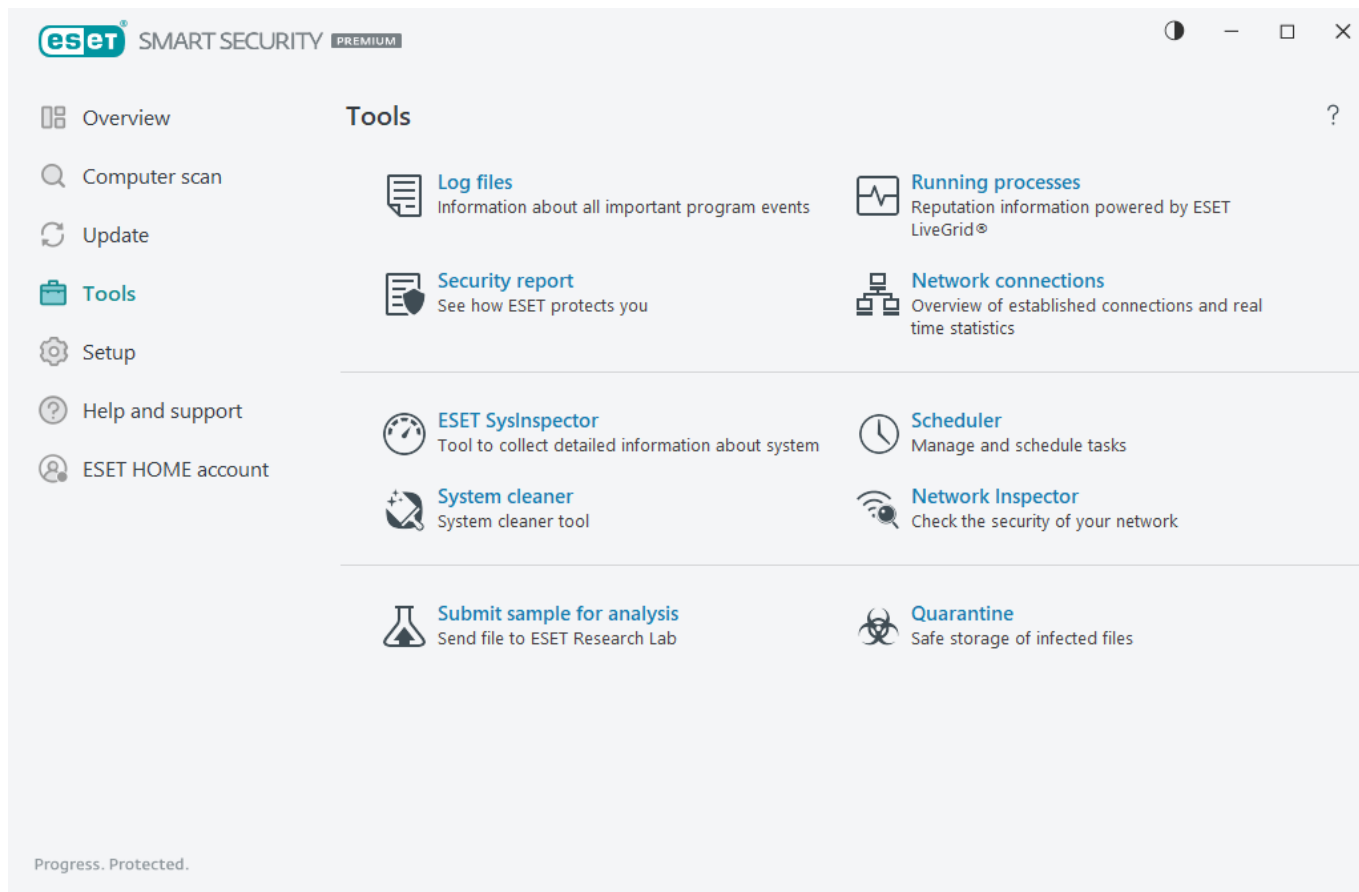 eset® SMART SECURITY PREMIUM
Overview
Computer scan
Update
Tools
Setup
Help and support
ESET HOME account
Tools
?
Log files
Information about all important program events
Running processes
Reputation information powered by ESET
LiveGrid®
Security report
See how ESET protects you
Network connections
Overview of established connections and real
time statistics
ESET SysInspector
Tool to collect detailed information about system
Scheduler
Manage and schedule tasks
System cleaner
System cleaner tool
Network Inspector
Check the security of your network
Submit sample for analysis
Send file to ESET Research Lab
Quarantine
Safe storage of infected files
Progress. Protected.